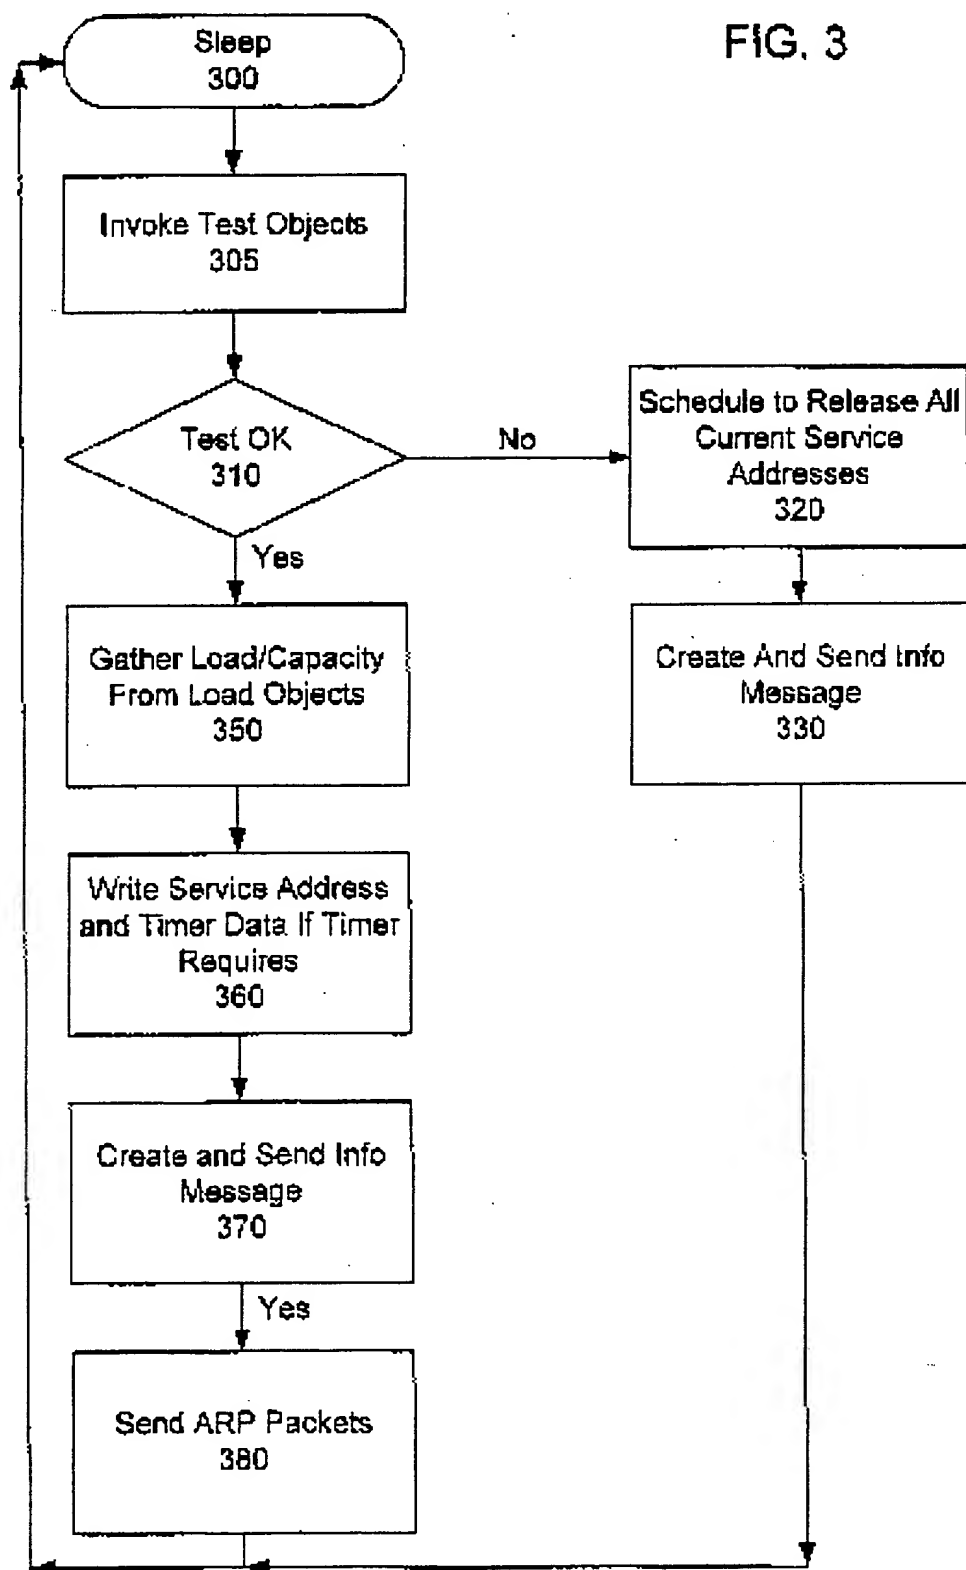 FIG. 3
Sleep
300
Invoke Test Objects
305
Test OK
310
No
Yes
Schedule to Release All
Current Service
Addresses
320
Create And Send Info
Message
330
Gather Load/Capacity
From Load Objects
350
Write Service Address
and Timer Data If Timer
Requires
360
Create and Send Info
Message
370
Yes
Send ARP Packets
380